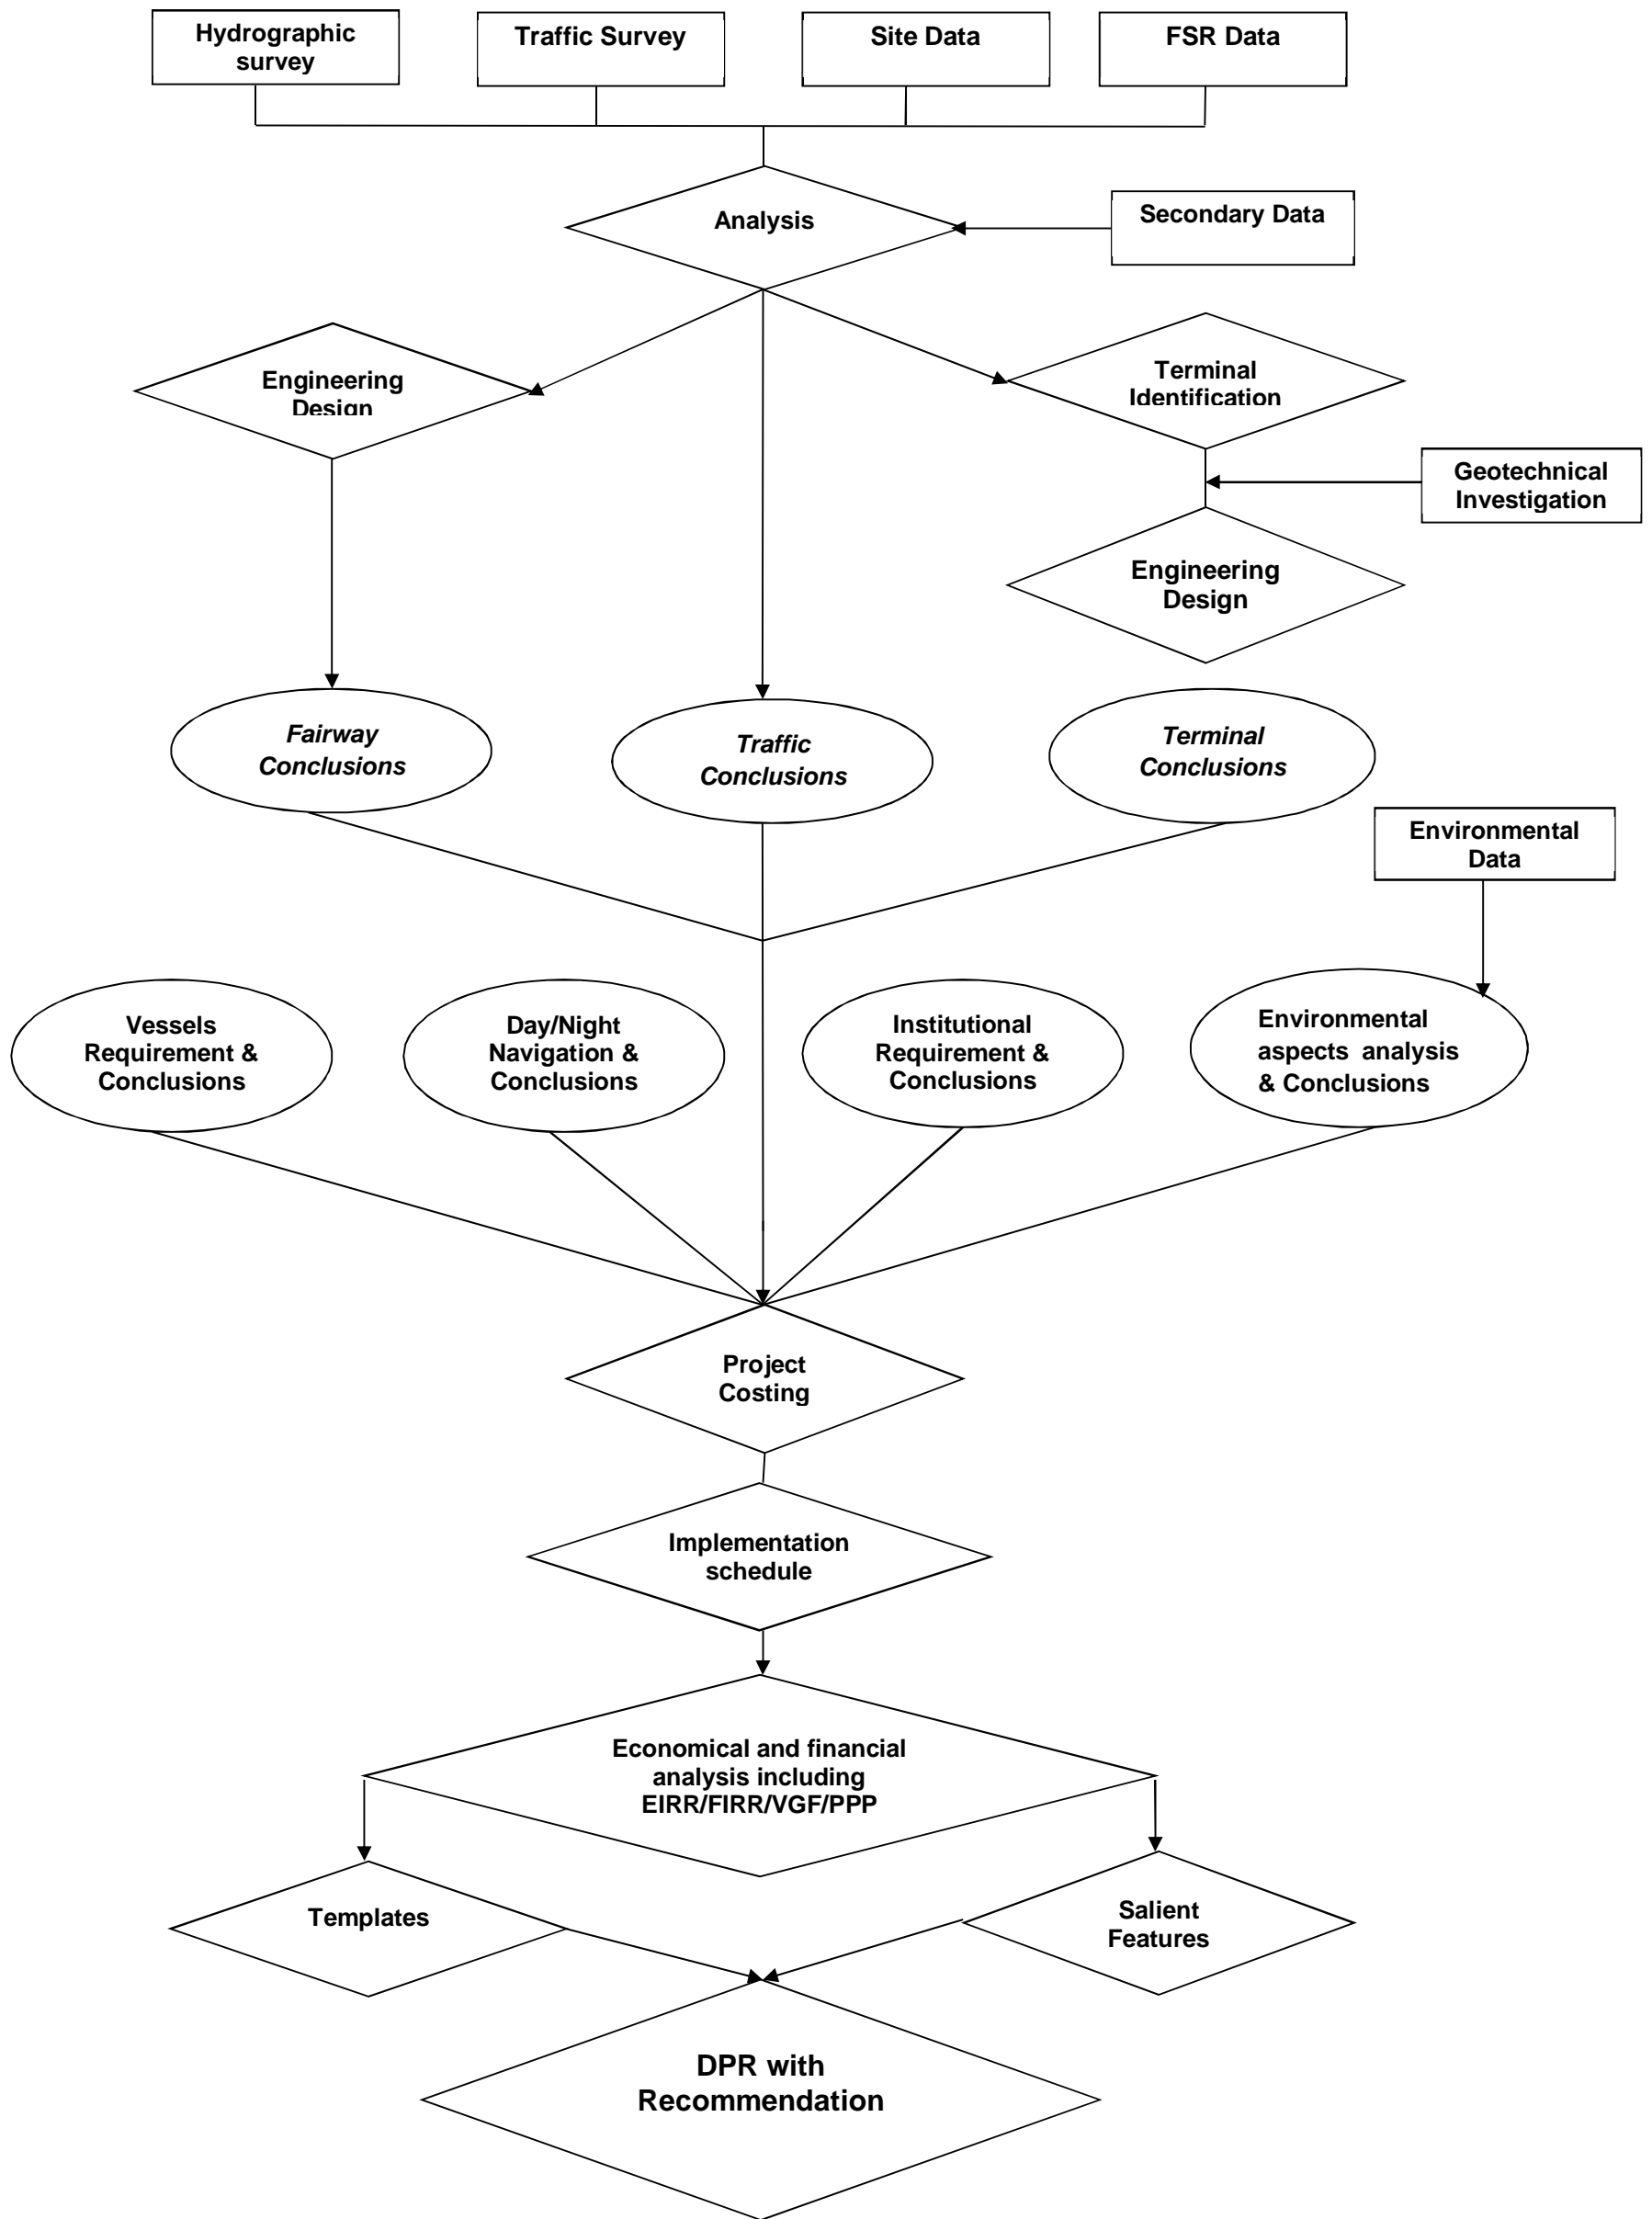 Hydrographic
survey
Traffic Survey
Site Data
FSR Data
Analysis
Secondary Data
Engineering
Design
Terminal
Identification
Geotechnical
Investigation
Engineering
Design
Fairway
Conclusions
Traffic
Conclusions
Terminal
Conclusions
Environmental
Data
Vessels
Requirement &
Conclusions
Day/Night
Navigation &
Conclusions
Institutional
Requirement &
Conclusions
Environmental
aspects analysis
& Conclusions
Project
Costing
Implementation
schedule
Economical and financial
analysis including
EIRR/FIRR/VGF/PPP
Templates
Salient
Features
DPR with
Recommendation